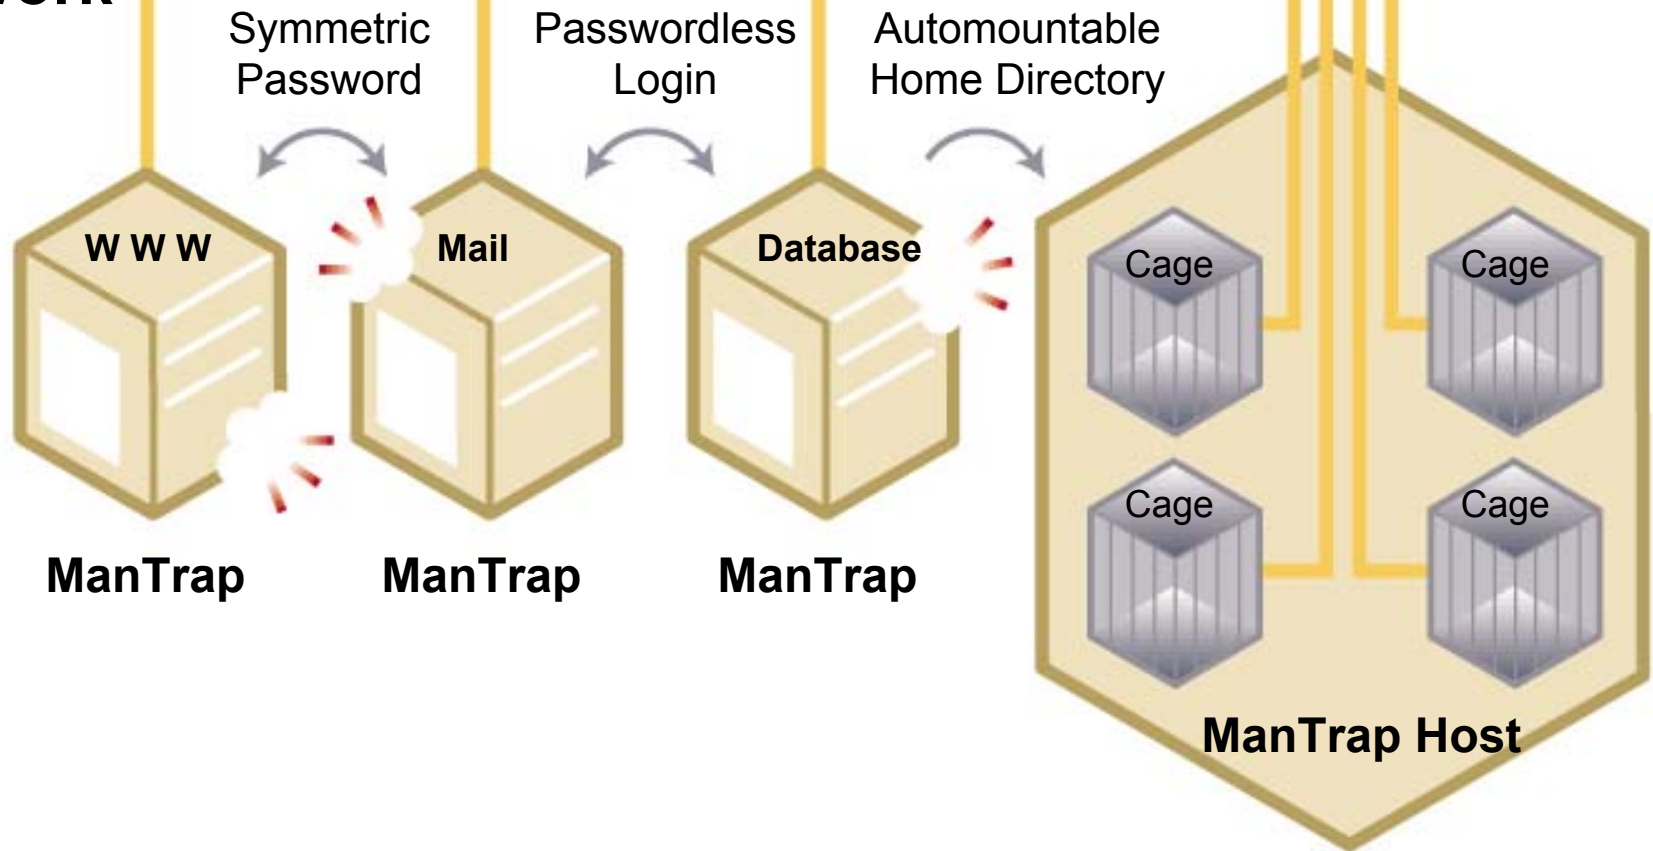 Symmetric
Password
Passwordless
Login
Automountable
Home Directory
W W W
Mail
Database
Cage
Cage
Cage
Cage
ManTrap
ManTrap
ManTrap
ManTrap Host